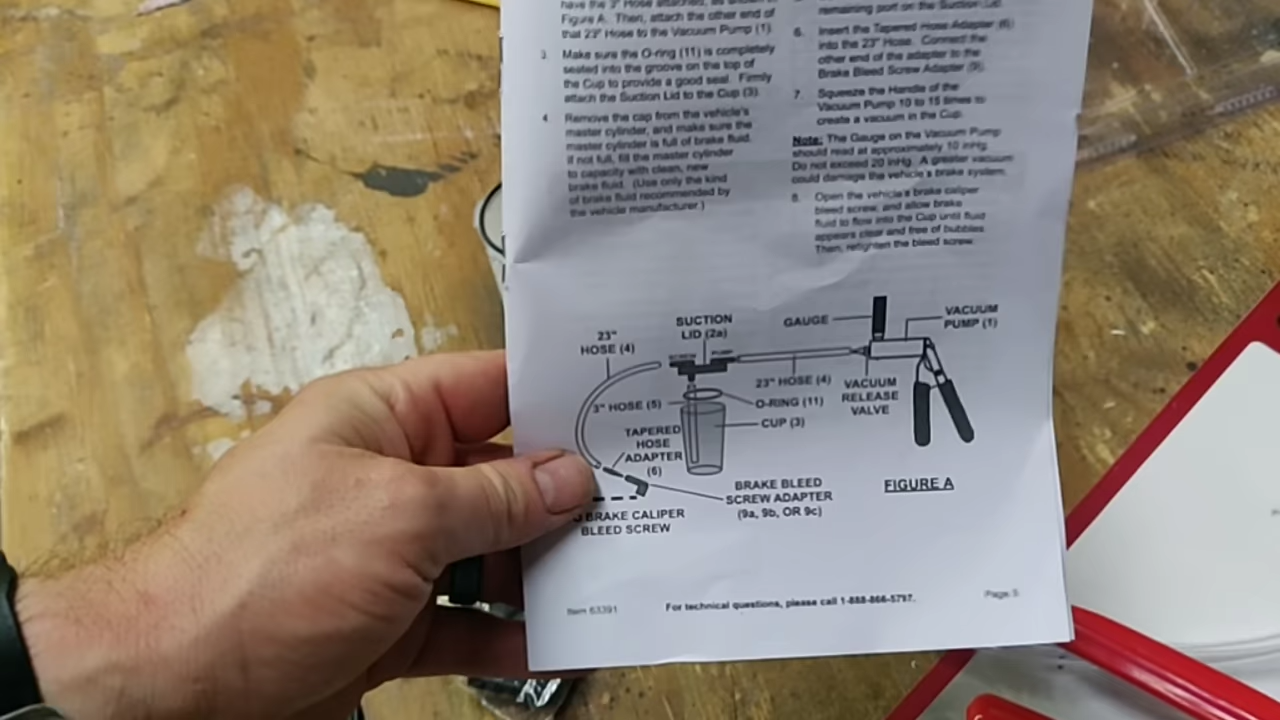 have the 3" Hose attached, as shown in
Figure A. Then, attach the other end of
that 23" Hose to the Vacuum Pump (1).
3. Make sure the O-ring (11) is completely
seated into the groove on the top of
the Cup to provide a good seal. Firmly
attach the Suction Lid to the Cup (3).
4. Remove the cap from the vehicle's
master cylinder, and make sure the
master cylinder is full of brake fluid.
If not full, fill the master cylinder
to capacity with clean, new
brake fluid. (Use only the kind
of brake fluid recommended by
the vehicle manufacturer.)
remaining port on the Suction Lid.
6. Insert the Tapered Hose Adapter (6)
into the 23" Hose. Connect the
other end of the adapter to the
Brake Bleed Screw Adapter (9).
7. Squeeze the Handle of the
Vacuum Pump 10 to 15 times to
create a vacuum in the Cup.
Note: The Gauge on the Vacuum Pump
should read at approximately 10 inHg.
Do not exceed 20 inHg. A greater vacuum
could damage the vehicle's brake system.
8. Open the vehicle's brake caliper
bleed screw, and allow brake
fluid to flow into the Cup until fluid
appears clear and free of bubbles.
Then, retighten the bleed screw.
23"
HOSE (4)
SUCTION
LID (2a)
GAUGE
VACUUM
PUMP (1)
SCREW
PUMP
23" HOSE (4)
VACUUM
RELEASE
VALVE
3" HOSE (5)
O-RING (11)
CUP (3)
TAPERED
HOSE
ADAPTER
(6)
BRAKE BLEED
SCREW ADAPTER
(9a, 9b, OR 9c)
FIGURE A
BRAKE CALIPER
BLEED SCREW
Item 63391
For technical questions, please call 1-888-866-5797.
Page 5